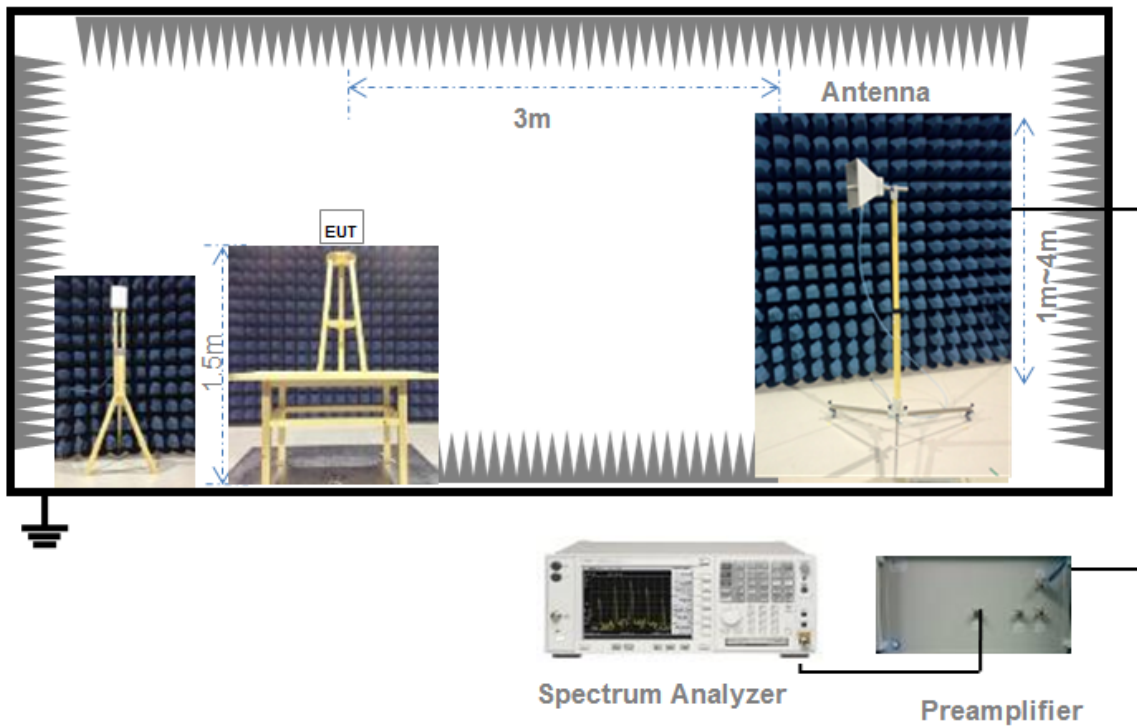 Antenna
3m
EUT
1.5m
1m~4m
Spectrum Analyzer
Preamplifier